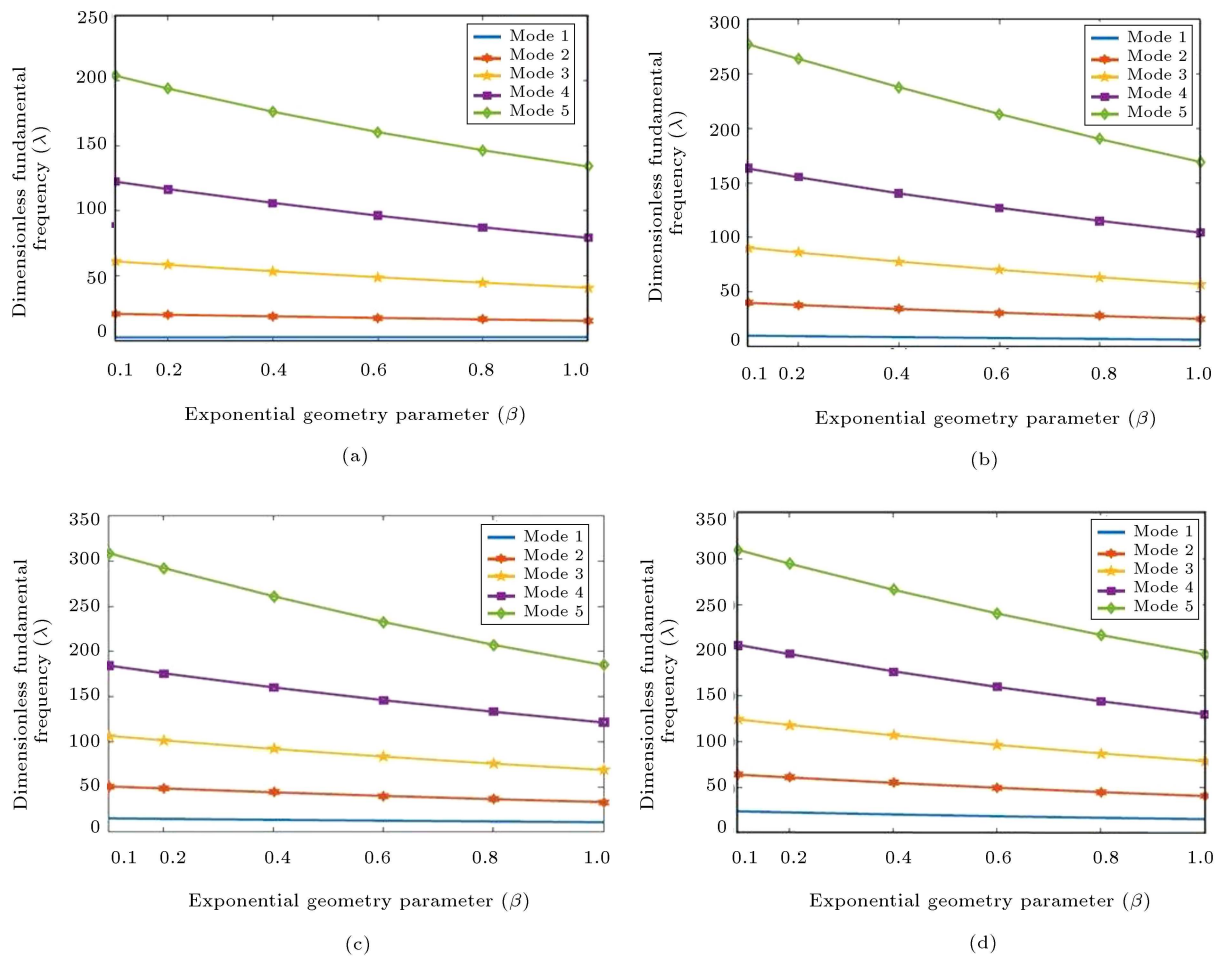 250
200
150
100
50
0
Dimensionless fundamental
frequency (λ)
Mode 1
Mode 2
Mode 3
Mode 4
Mode 5
0.1 0.2 0.4 0.6 0.8 1.0
Exponential geometry parameter (β)
(a)
300
250
200
150
100
50
0
Dimensionless fundamental
frequency (λ)
Mode 1
Mode 2
Mode 3
Mode 4
Mode 5
0.1 0.2 0.4 0.6 0.8 1.0
Exponential geometry parameter (β)
(b)
350
300
250
200
150
100
50
0
Dimensionless fundamental
frequency (λ)
Mode 1
Mode 2
Mode 3
Mode 4
Mode 5
0.1 0.2 0.4 0.6 0.8 1.0
Exponential geometry parameter (β)
(c)
350
300
250
200
150
100
50
0
Dimensionless fundamental
frequency (λ)
Mode 1
Mode 2
Mode 3
Mode 4
Mode 5
0.1 0.2 0.4 0.6 0.8 1.0
Exponential geometry parameter (β)
(d)